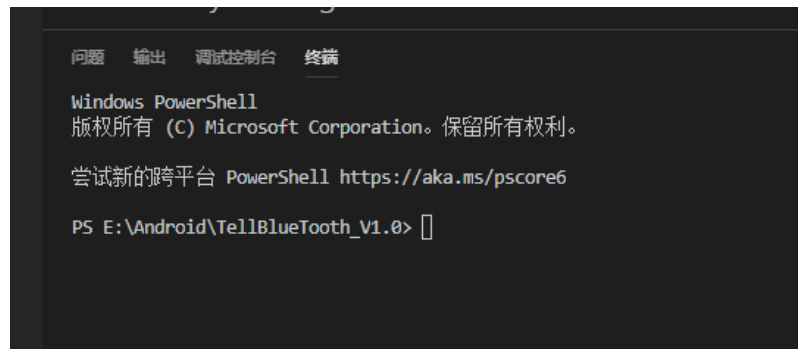 问题 输出 调试控制台 终端
Windows PowerShell
版权所有 (C) Microsoft Corporation。保留所有权利。
尝试新的跨平台 PowerShell https://aka.ms/pscore6
PS E:\Android\TellBlueTooth_V1.0>